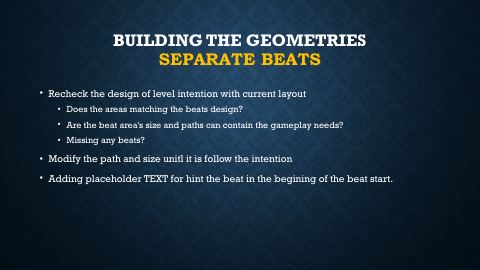 BUILDING THE GEOMETRIES
SEPARATE BEATS
• Recheck the design of level intention with current layout
• Does the areas matching the beats design?
• Are the beat area's size and paths can contain the gameplay needs?
• Missing any beats?
• Modify the path and size unitl it is follow the intention
• Adding placeholder TEXT for hint the beat in the begining of the beat start.